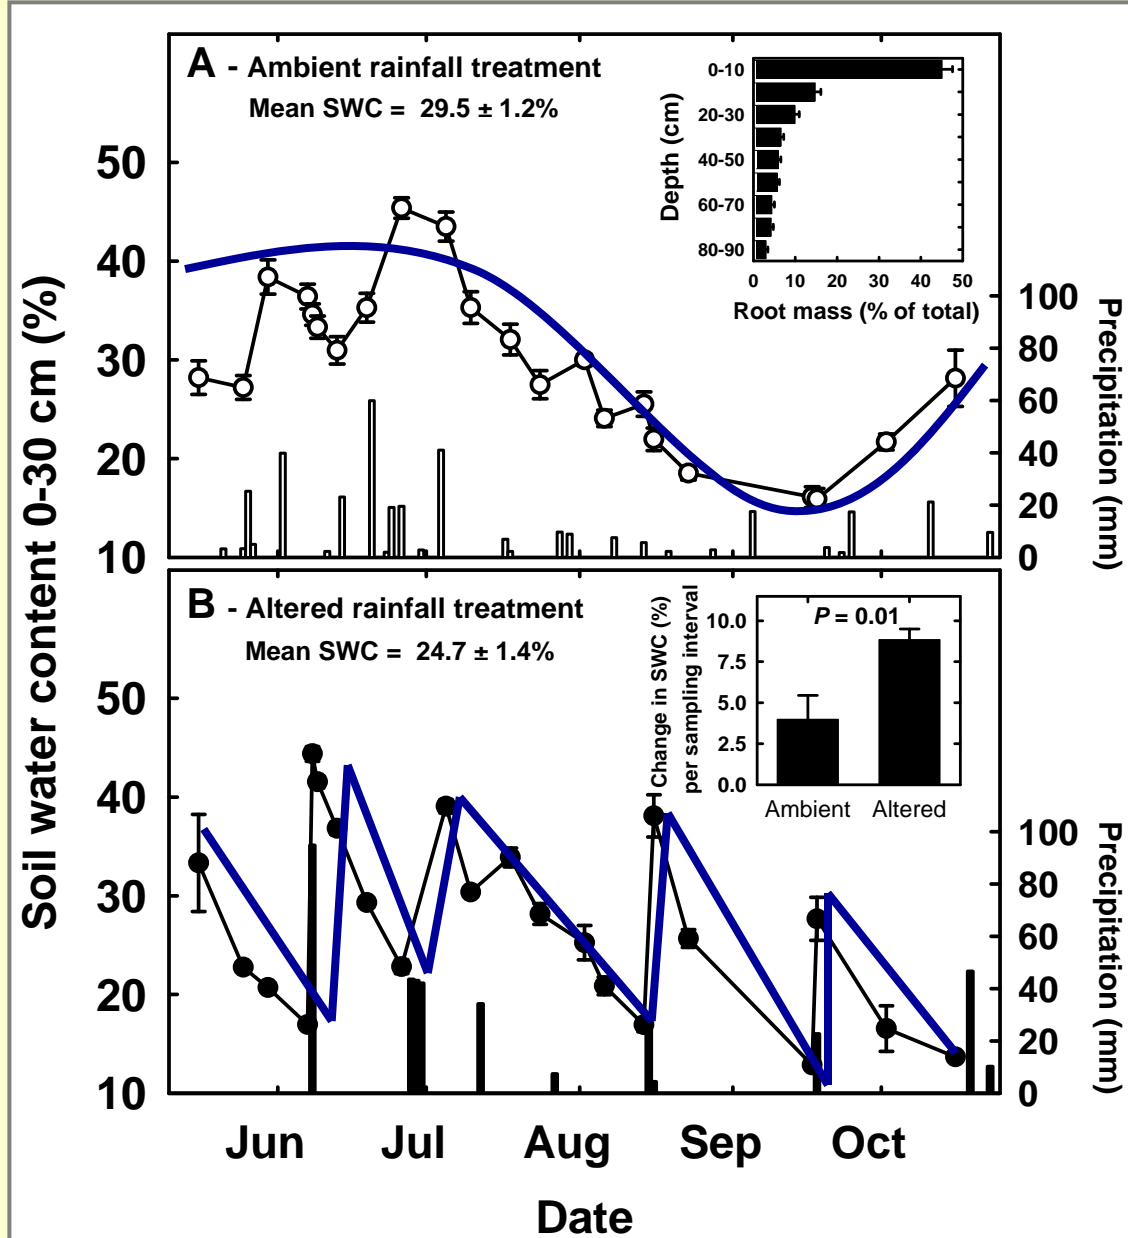 A - Ambient rainfall treatment
Mean SWC = 29.5 ± 1.2%
0-10
20-30
40-50
60-70
80-90
Depth (cm)
0 10 20 30 40 50
Root mass (% of total)
50
40
30
20
10
100
80
60
40
20
0
Precipitation (mm)
Soil water content 0-30 cm (%)
B - Altered rainfall treatment
Mean SWC = 24.7 ± 1.4%
P = 0.01
Change in SWC (%)
per sampling interval
10.0
7.5
5.0
2.5
0.0
Ambient Altered
50
40
30
20
10
100
80
60
40
20
0
Precipitation (mm)
Jun Jul Aug Sep Oct
Date